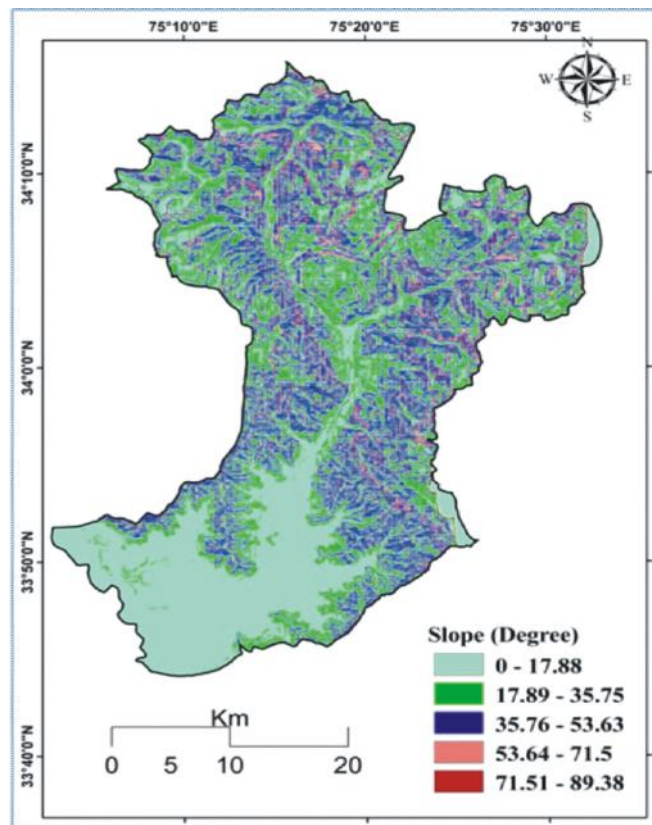 75°10'0"E 75°20'0"E 75°30'0"E
N
W E
S
34°10'0"N
34°0'0"N
33°50'0"N
33°40'0"N
Slope (Degree)
0 - 17.88
17.89 - 35.75
35.76 - 53.63
53.64 - 71.5
71.51 - 89.38
Km
0 5 10 20